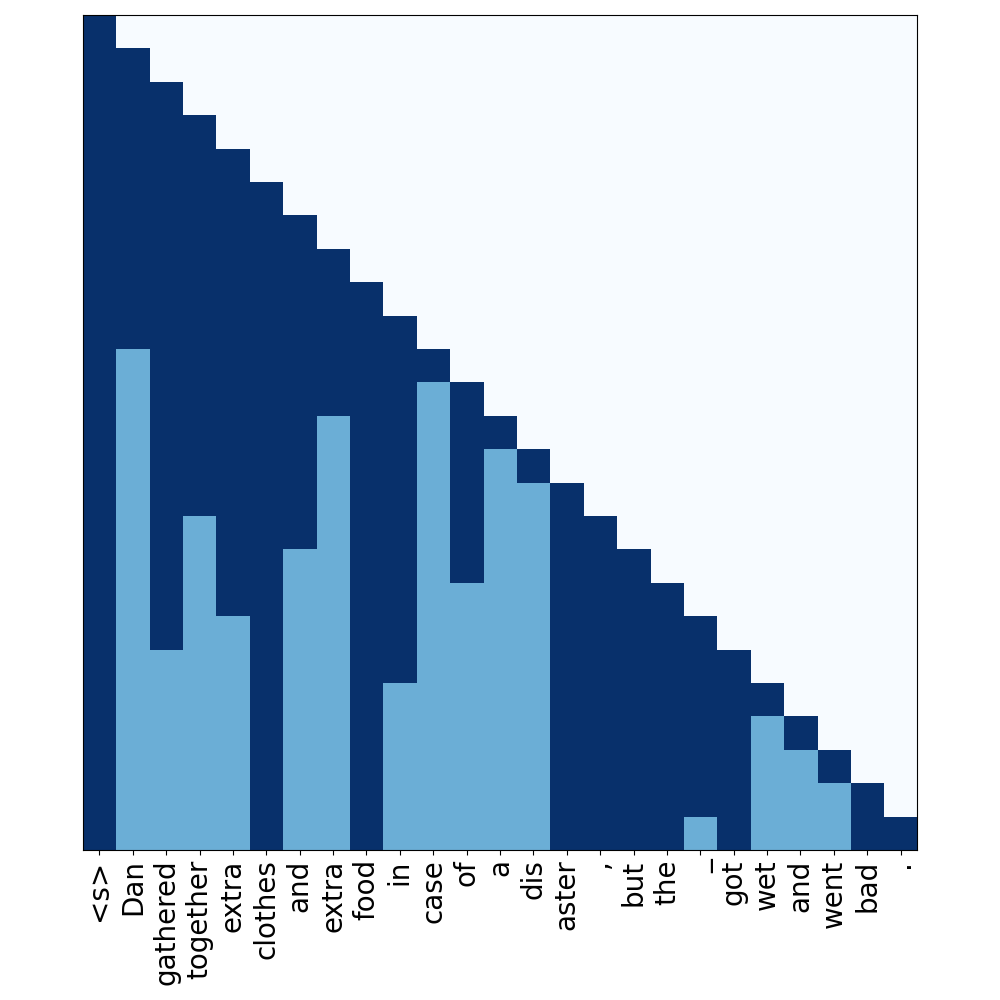 <s>
Dan
gathered
together
extra
clothes
and
extra
food
in
case
of
a
dis
aster
,
but
the
_
got
wet
and
went
bad
.